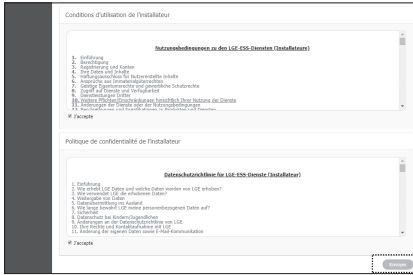 Conditions d'utilisation de l'installateur
Nutzungsbedingungen zu den LGE-ESS-Diensten (Installateure)
1. Einführung
2. Berechtigung
3. Registrierung und Konten
4. Ihre Daten und Inhalte
5. Haftungsausschluss für Nutzererstellte Inhalte
6. Ansprüche aus Immaterialgüterrechten
7. Geistige Eigentumsrechte und gewerbliche Schutzrechte
8. Zugriff auf Dienste und Verfügbarkeit
9. Dienstleistungen Dritter
10. Weitere Pflichten/Einschränkungen hinsichtlich Ihrer Nutzung der Dienste
11. Änderungen der Dienste oder der Nutzungsbedingungen
J'accepte
Politique de confidentialité de l'installateur
Datenschutzrichtlinie für LGE-ESS-Dienste (Installateur)
1. Einführung
2. Wie erhebt LGE Daten und welche Daten werden von LGE erhoben?
3. Wie verwendet LGE die erhobenen Daten?
4. Weitergabe von Daten
5. Datenübermittlung ins Ausland
6. Wie lange bewahrt LGE meine personenbezogenen Daten auf?
7. Sicherheit
8. Datenschutz bei Kindern/Jugendlichen
9. Änderungen an der Datenschutzrichtlinie von LGE
10. Ihre Rechte und Kontaktaufnahme mit LGE
11. Änderung der eigenen Daten sowie E-Mail-Kommunikation
J'accepte
Envoyer